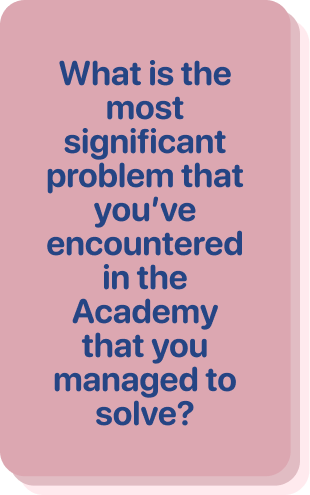 What is the
most
significant
problem that
you’ve
encountered
in the
Academy
that you
managed to
solve?